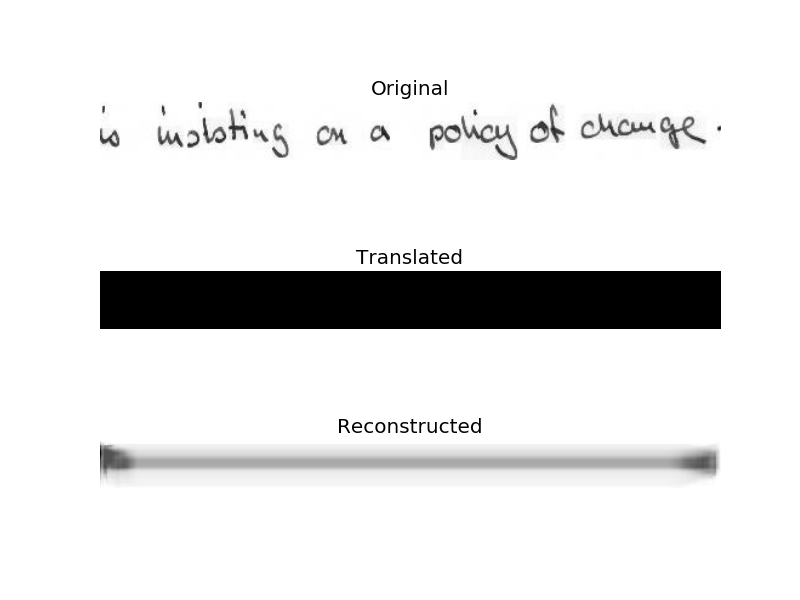 Original
is insisting on a policy of change.
Translated
Reconstructed